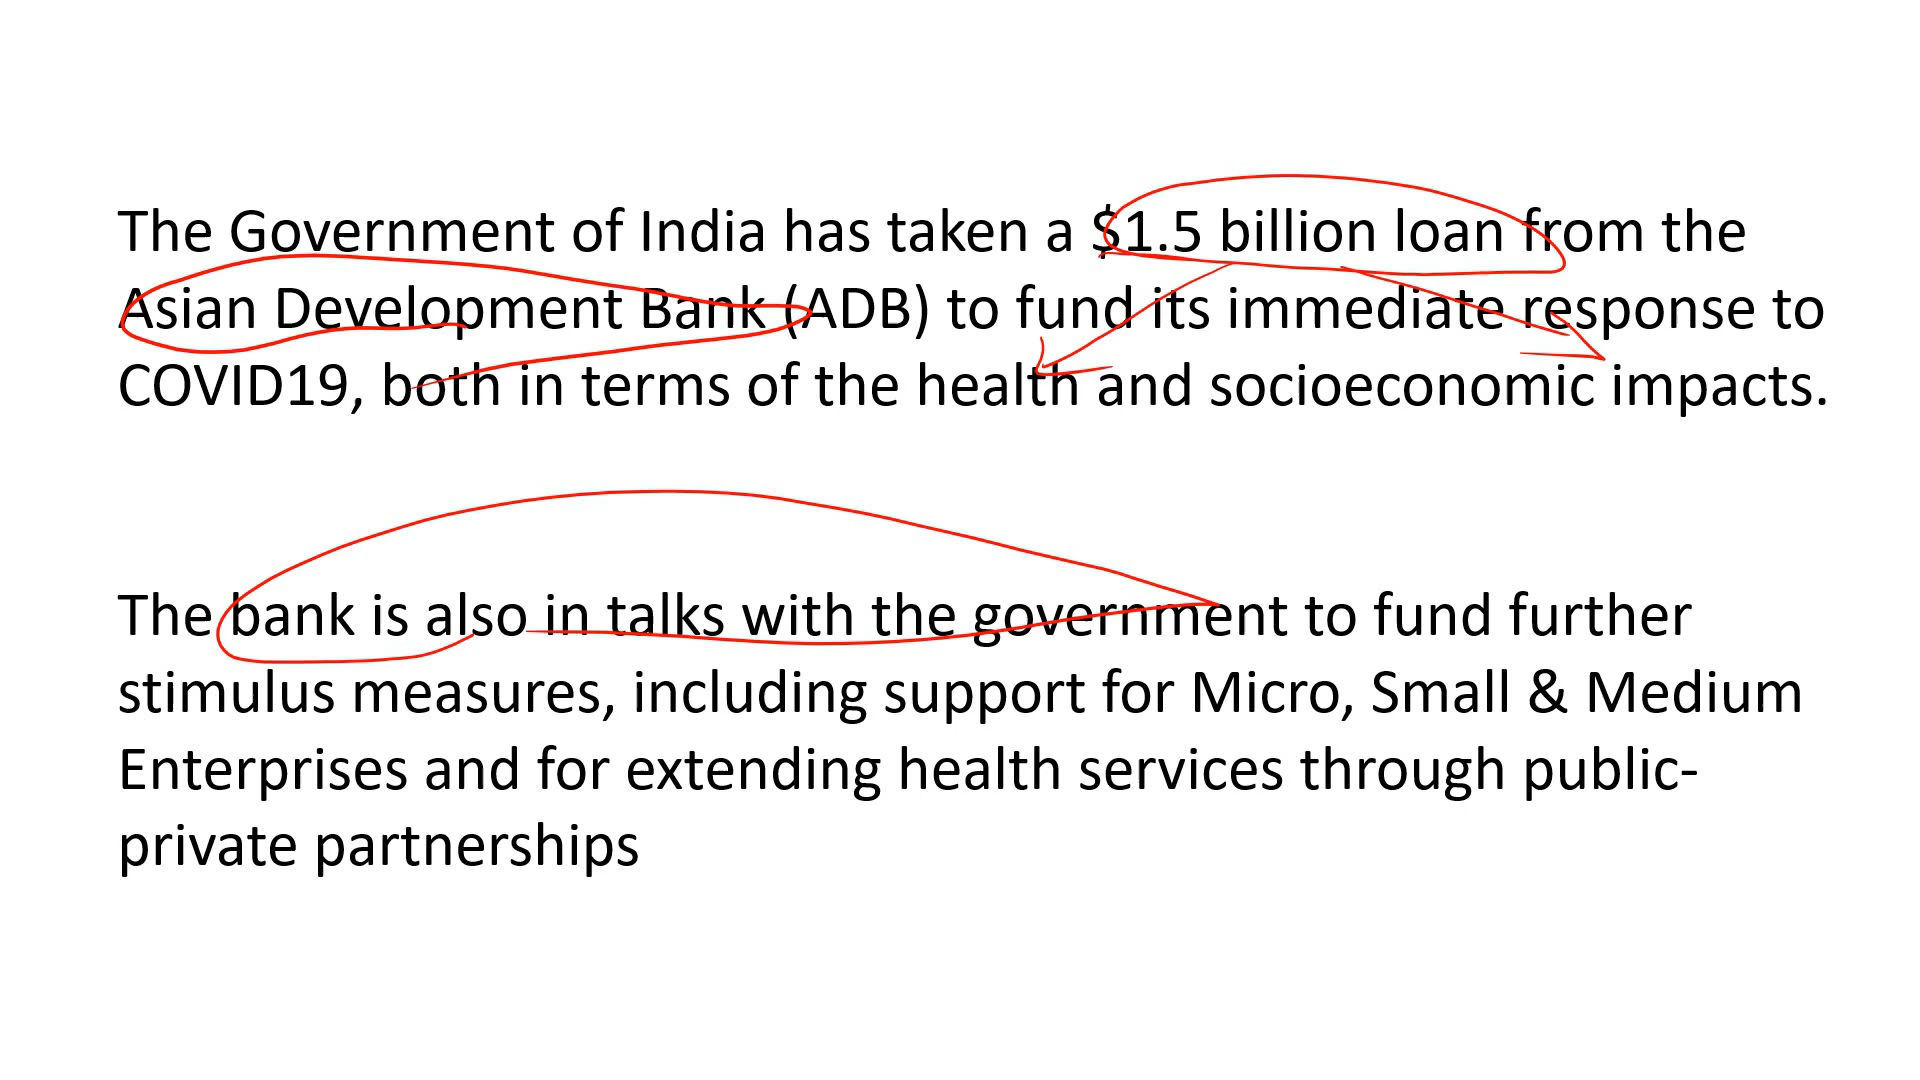 The Government of India has taken a $1.5 billion loan from the
Asian Development Bank (ADB) to fund its immediate response to
COVID19, both in terms of the health and socioeconomic impacts.
The bank is also in talks with the government to fund further
stimulus measures, including support for Micro, Small & Medium
Enterprises and for extending health services through public-
private partnerships